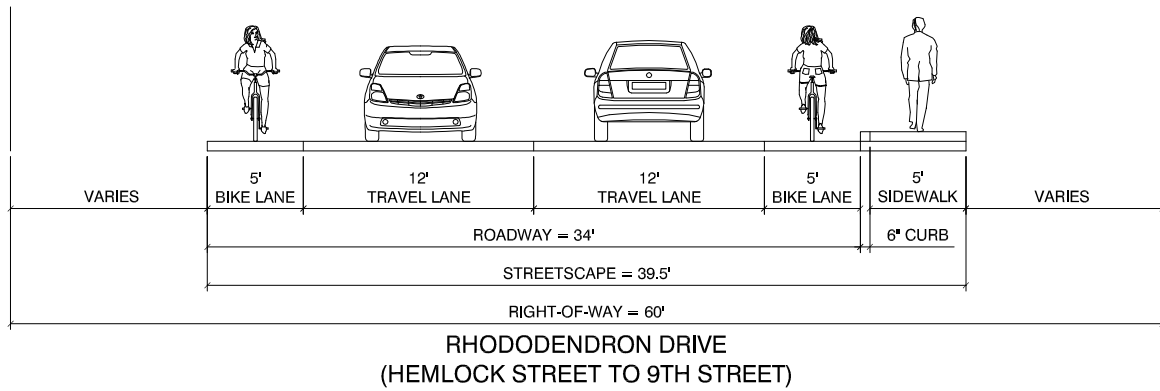 5' 12' 12' 5' 5'
VARIES BIKE LANE TRAVEL LANE TRAVEL LANE BIKE LANE SIDEWALK VARIES
ROADWAY = 34' 6" CURB
STREETSCAPE = 39.5'
RIGHT-OF-WAY = 60'
RHODODENDRON DRIVE
(HEMLOCK STREET TO 9TH STREET)